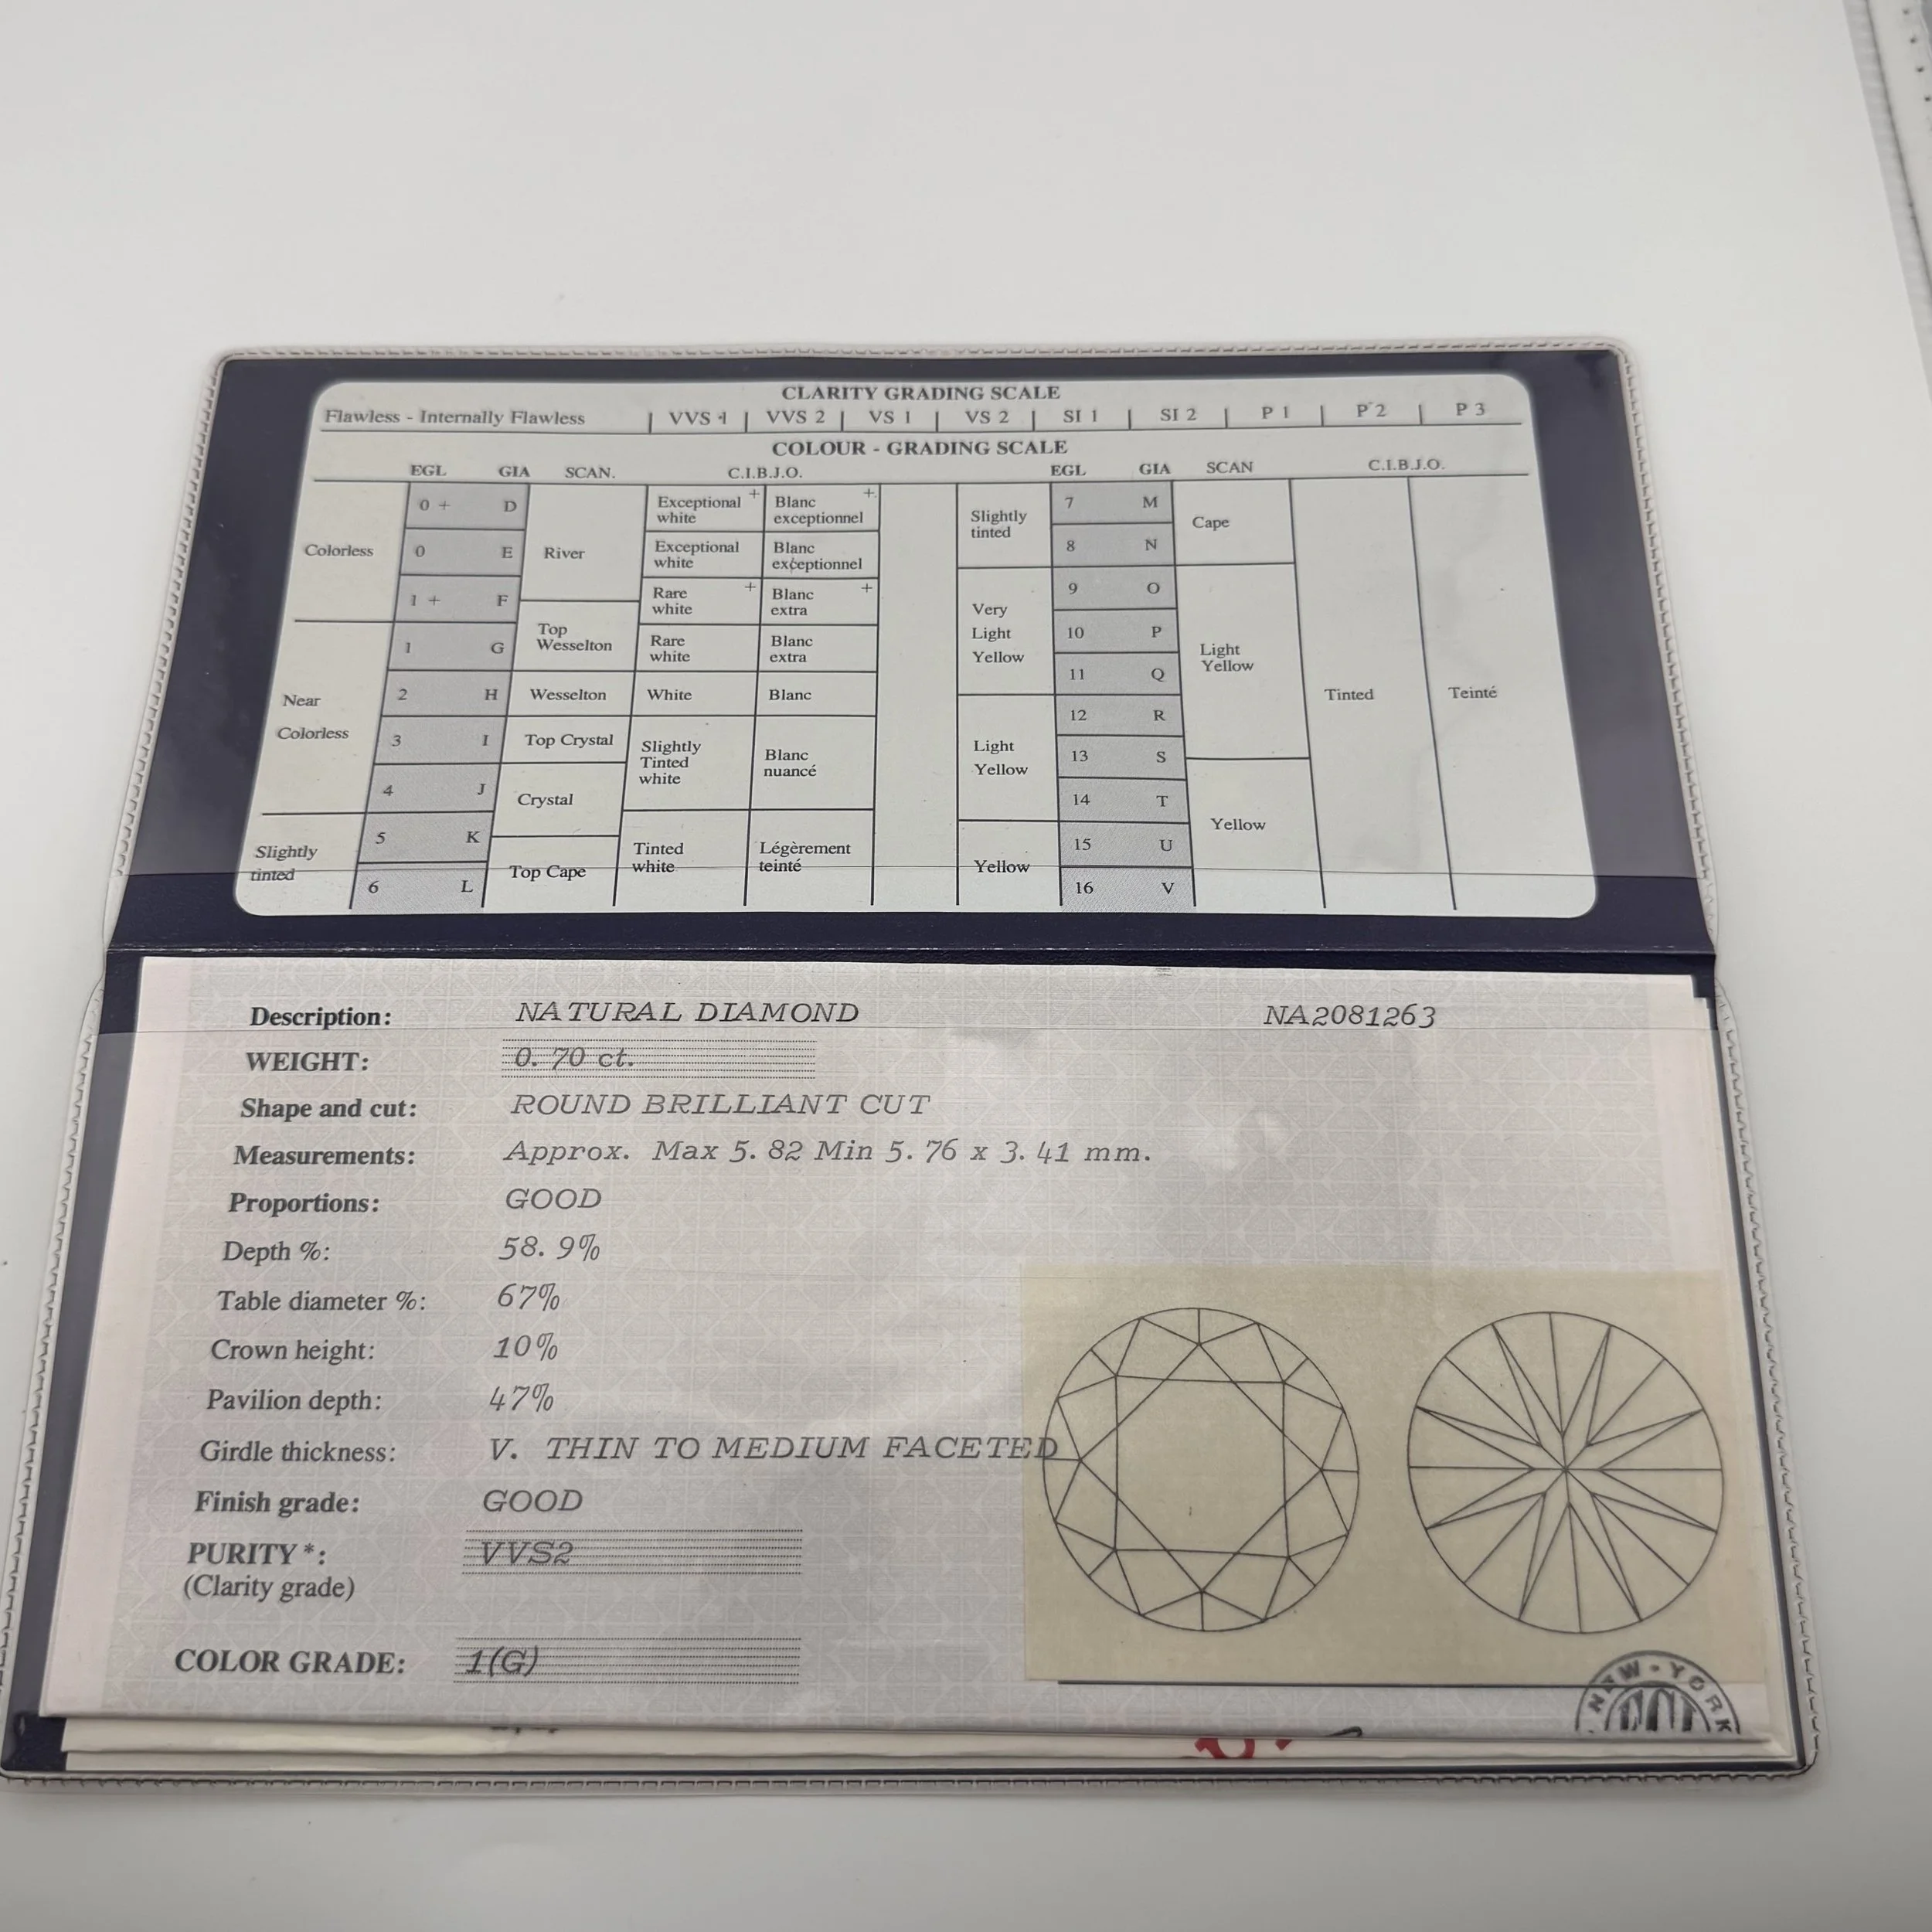 CLARITY GRADING SCALE
Flawless - Internally Flawless | VVS 1 | VVS 2 | VS 1 | VS 2 | SI 1 | SI 2 | P 1 | P 2 | P 3
COLOUR - GRADING SCALE
EGL GIA SCAN. C.I.B.J.O. EGL GIA SCAN C.I.B.J.O.
Colorless
Near
Colorless
Slightly
tinted
0 + D
0 E
1 + F
1 G
2 H
3 I
4 J
5 K
6 L
River
Top
Wesselton
Wesselton
Top Crystal
Crystal
Top Cape
Exceptional +
white
Exceptional
white
Rare +
white
Rare
white
White
Slightly
Tinted
white
Tinted
white
Blanc +
exceptionnel
Blanc
exceptionnel
Blanc +
extra
Blanc
extra
Blanc
Blanc
nuancé
Légèrement
teinté
Slightly
tinted
Very
Light
Yellow
Light
Yellow
Yellow
7 M
8 N
9 O
10 P
11 Q
12 R
13 S
14 T
15 U
16 V
Cape
Light
Yellow
Yellow
Tinted
Teinté
Description: NATURAL DIAMOND NA2081263
WEIGHT: 0.70 ct.
Shape and cut: ROUND BRILLIANT CUT
Measurements: Approx. Max 5.82 Min 5.76 x 3.41 mm.
Proportions: GOOD
Depth %: 58.9%
Table diameter %: 67%
Crown height: 10%
Pavilion depth: 47%
Girdle thickness: V. THIN TO MEDIUM FACETED
Finish grade: GOOD
PURITY *: VVS2
(Clarity grade)
COLOR GRADE: 1(G)
NEW-YORK